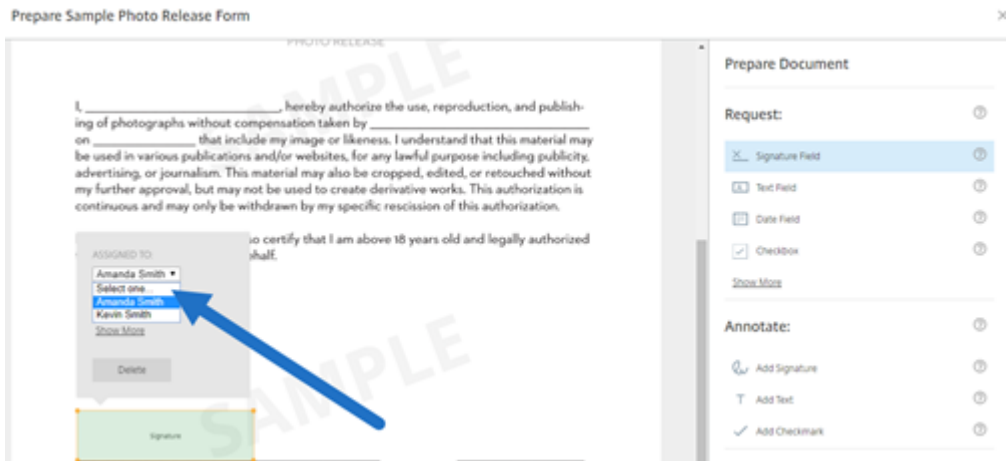 Prepare Sample Photo Release Form
PHOTO RELEASE
SAMPLE
I, ______________________, hereby authorize the use, reproduction, and publish-
ing of photographs without compensation taken by ______________________
on ______________ that include my image or likeness. I understand that this material may
be used in various publications and/or websites, for any lawful purpose including publicity,
advertising, or journalism. This material may also be cropped, edited, or retouched without
my further approval, but may not be used to create derivative works. This authorization is
continuous and may only be withdrawn by my specific rescission of this authorization.
certify that I am above 18 years old and legally authorized
ASSIGNED TO:
Amanda Smith
Select one...
Amanda Smith
Kevin Smith
Show More
Delete
SAMPLE
Signature
Prepare Document
Request:
Signature Field
Text Field
Date Field
Checkbox
Show More
Annotate:
Add Signature
Add Text
Add Checkmark